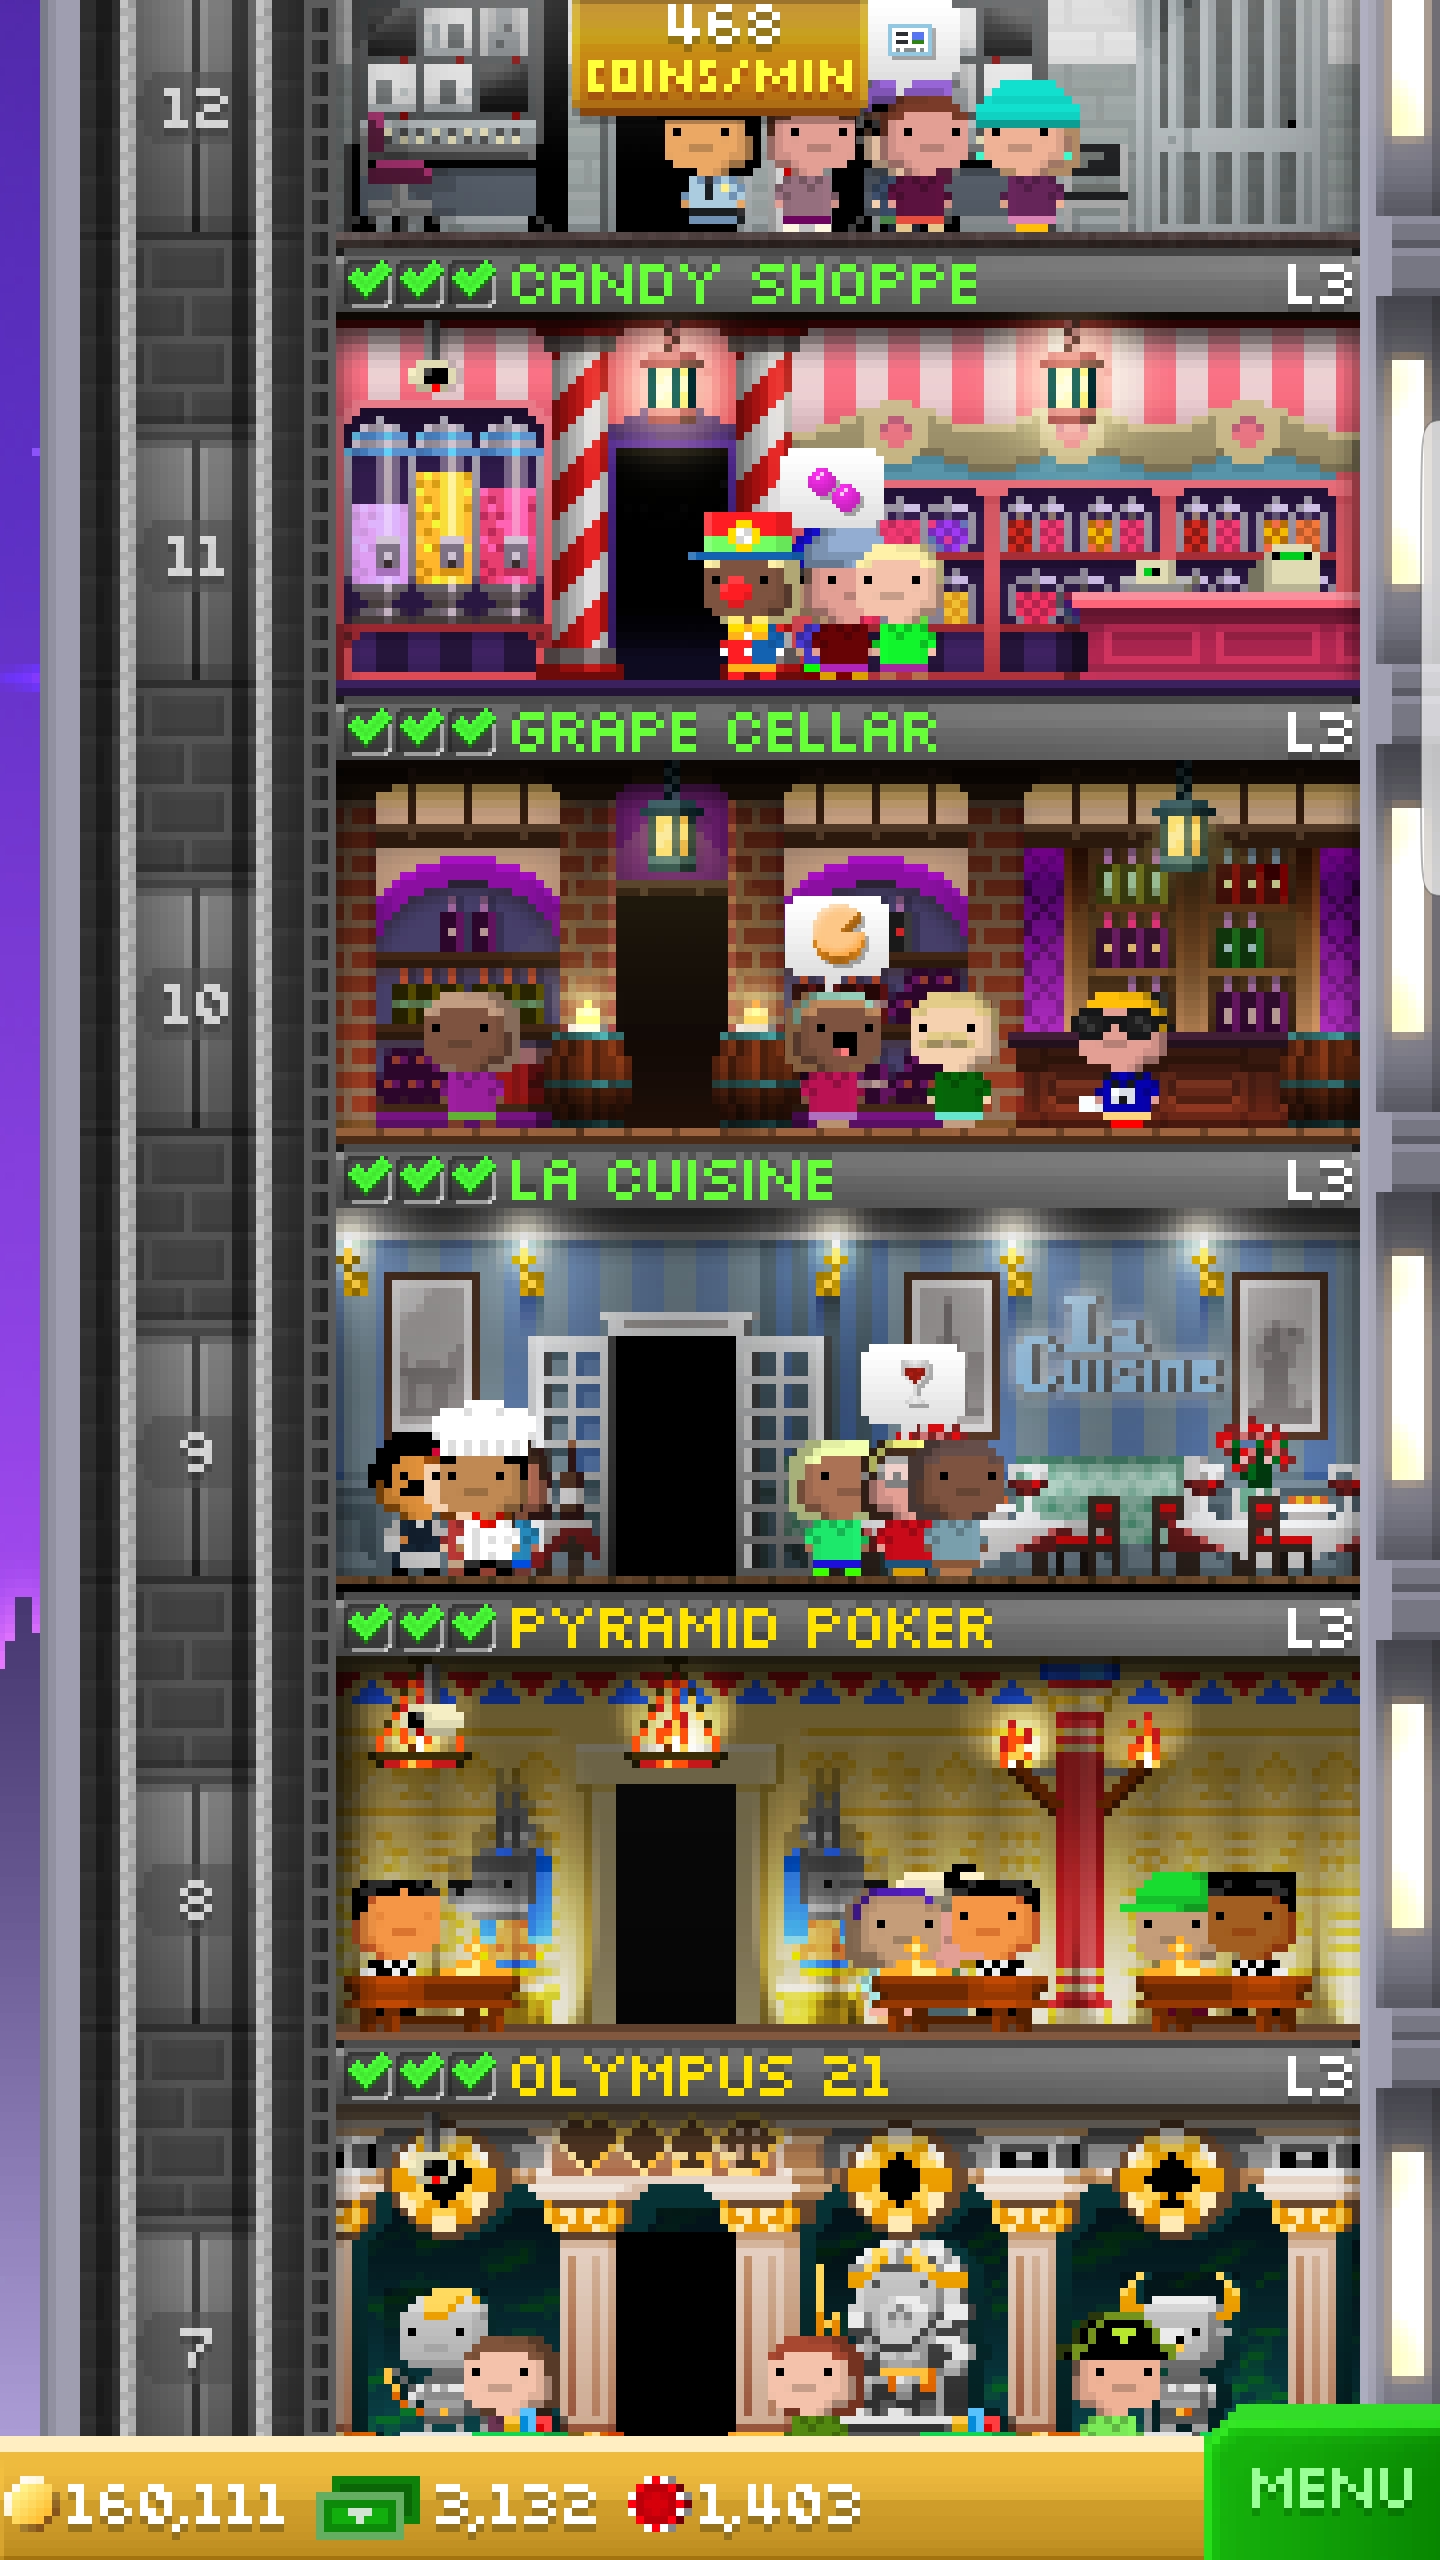 468
COINS/MIN
12
CANDY SHOPPE L3
11
GRAPE CELLAR L3
10
LA CUISINE L3
La
Cuisine
9
PYRAMID POKER L3
8
OLYMPUS 21 L3
7
160,111 3,132 1,403 MENU